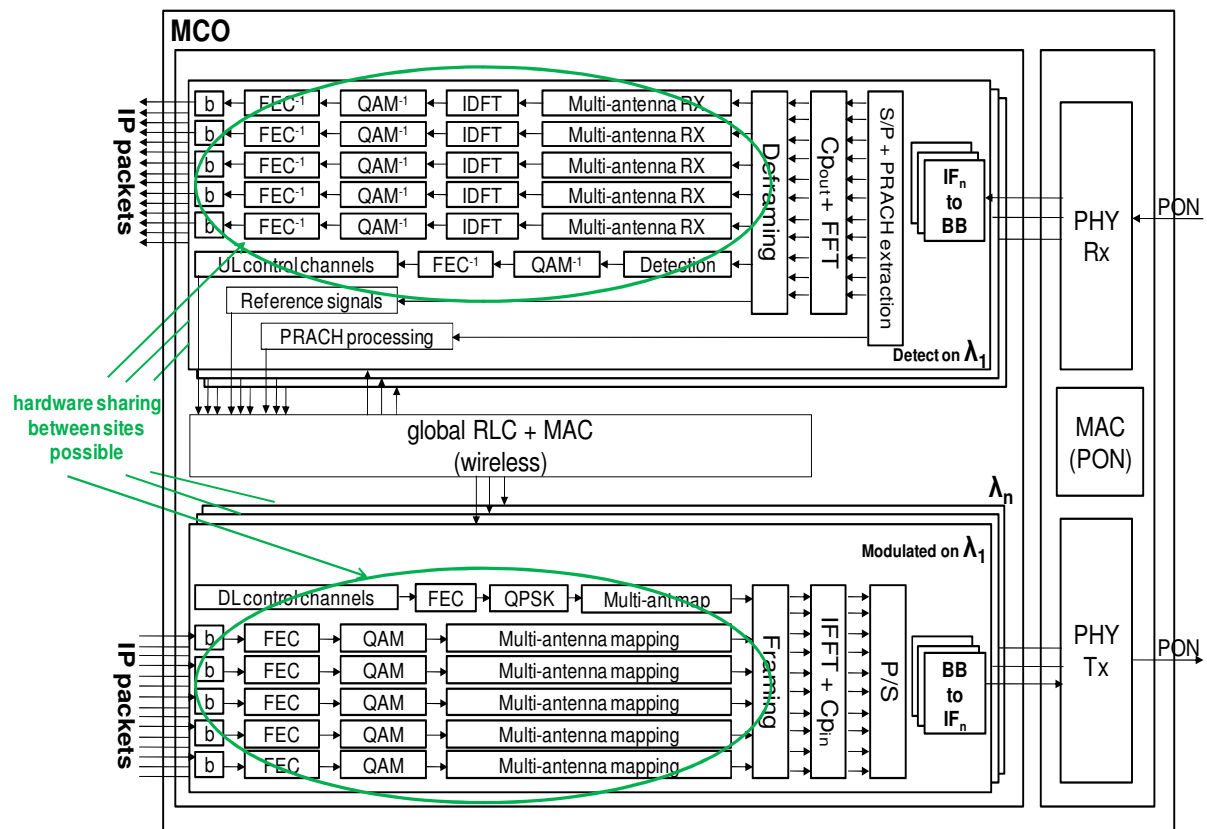 MCO
IP packets
b FEC⁻¹ QAM⁻¹ IDFT Multi-antenna RX
b FEC⁻¹ QAM⁻¹ IDFT Multi-antenna RX
b FEC⁻¹ QAM⁻¹ IDFT Multi-antenna RX
b FEC⁻¹ QAM⁻¹ IDFT Multi-antenna RX
b FEC⁻¹ QAM⁻¹ IDFT Multi-antenna RX
UL control channels FEC⁻¹ QAM⁻¹ Detection
Reference signals
PRACH processing
Deframing
Cpout + FFT
S/P + PRACH extraction
IFn
to
BB
Detect on λ1
PHY
Rx
PON
hardware sharing
between sites
possible
global RLC + MAC
(wireless)
MAC
(PON)
λn
Modulated on λ1
DL control channels FEC QPSK Multi-ant map
IP packets
b FEC QAM Multi-antenna mapping
b FEC QAM Multi-antenna mapping
b FEC QAM Multi-antenna mapping
b FEC QAM Multi-antenna mapping
b FEC QAM Multi-antenna mapping
Framing
IFFT + Cpin
P/S
BB
to
IFn
PHY
Tx
PON